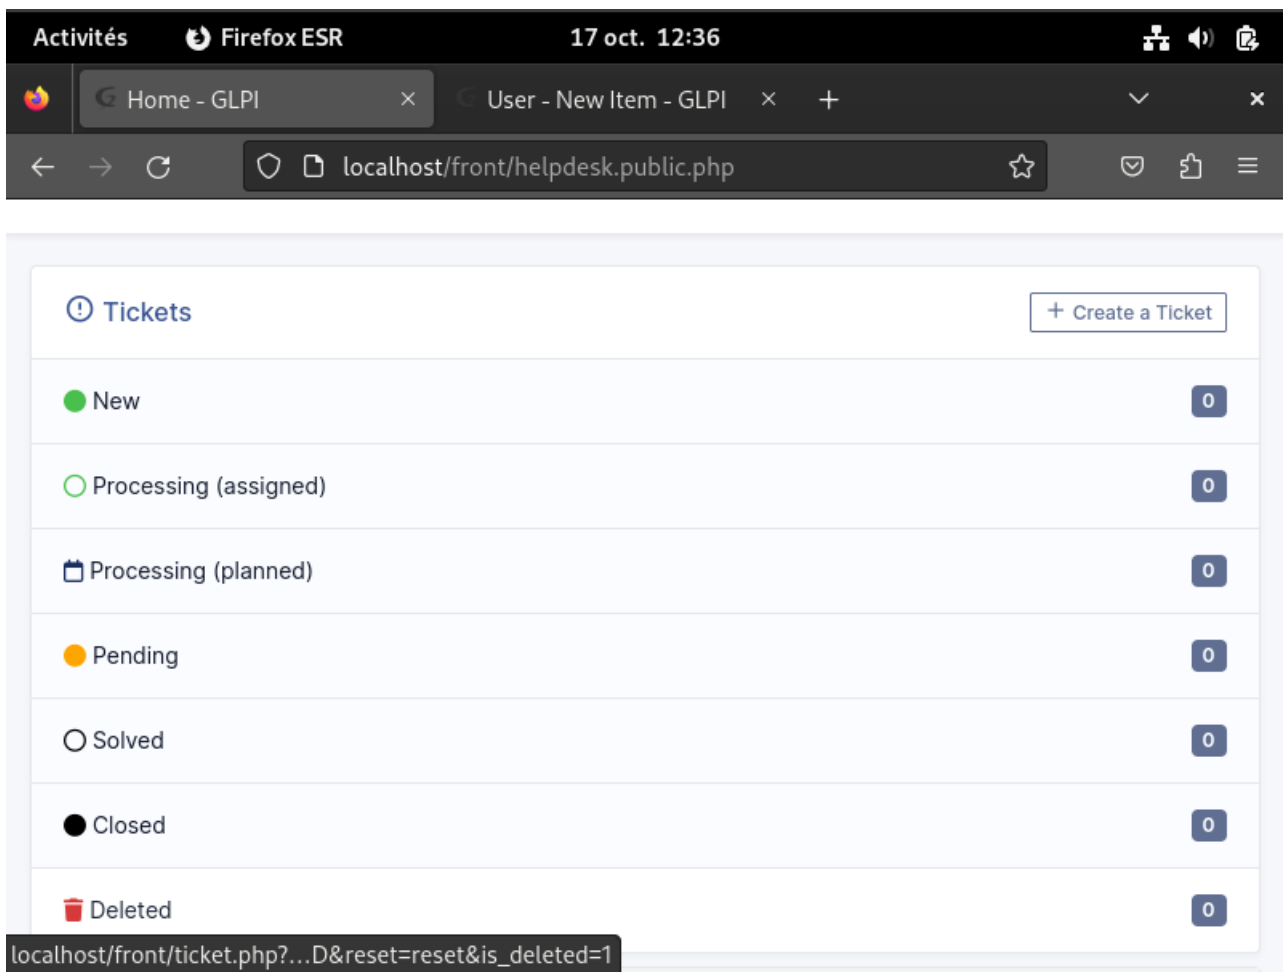 Activités Firefox ESR 17 oct. 12:36
Home - GLPI × User - New Item - GLPI × +
localhost/front/helpdesk.public.php
Tickets + Create a Ticket
New 0
Processing (assigned) 0
Processing (planned) 0
Pending 0
Solved 0
Closed 0
Deleted 0
localhost/front/ticket.php?...D&reset=reset&is_deleted=1